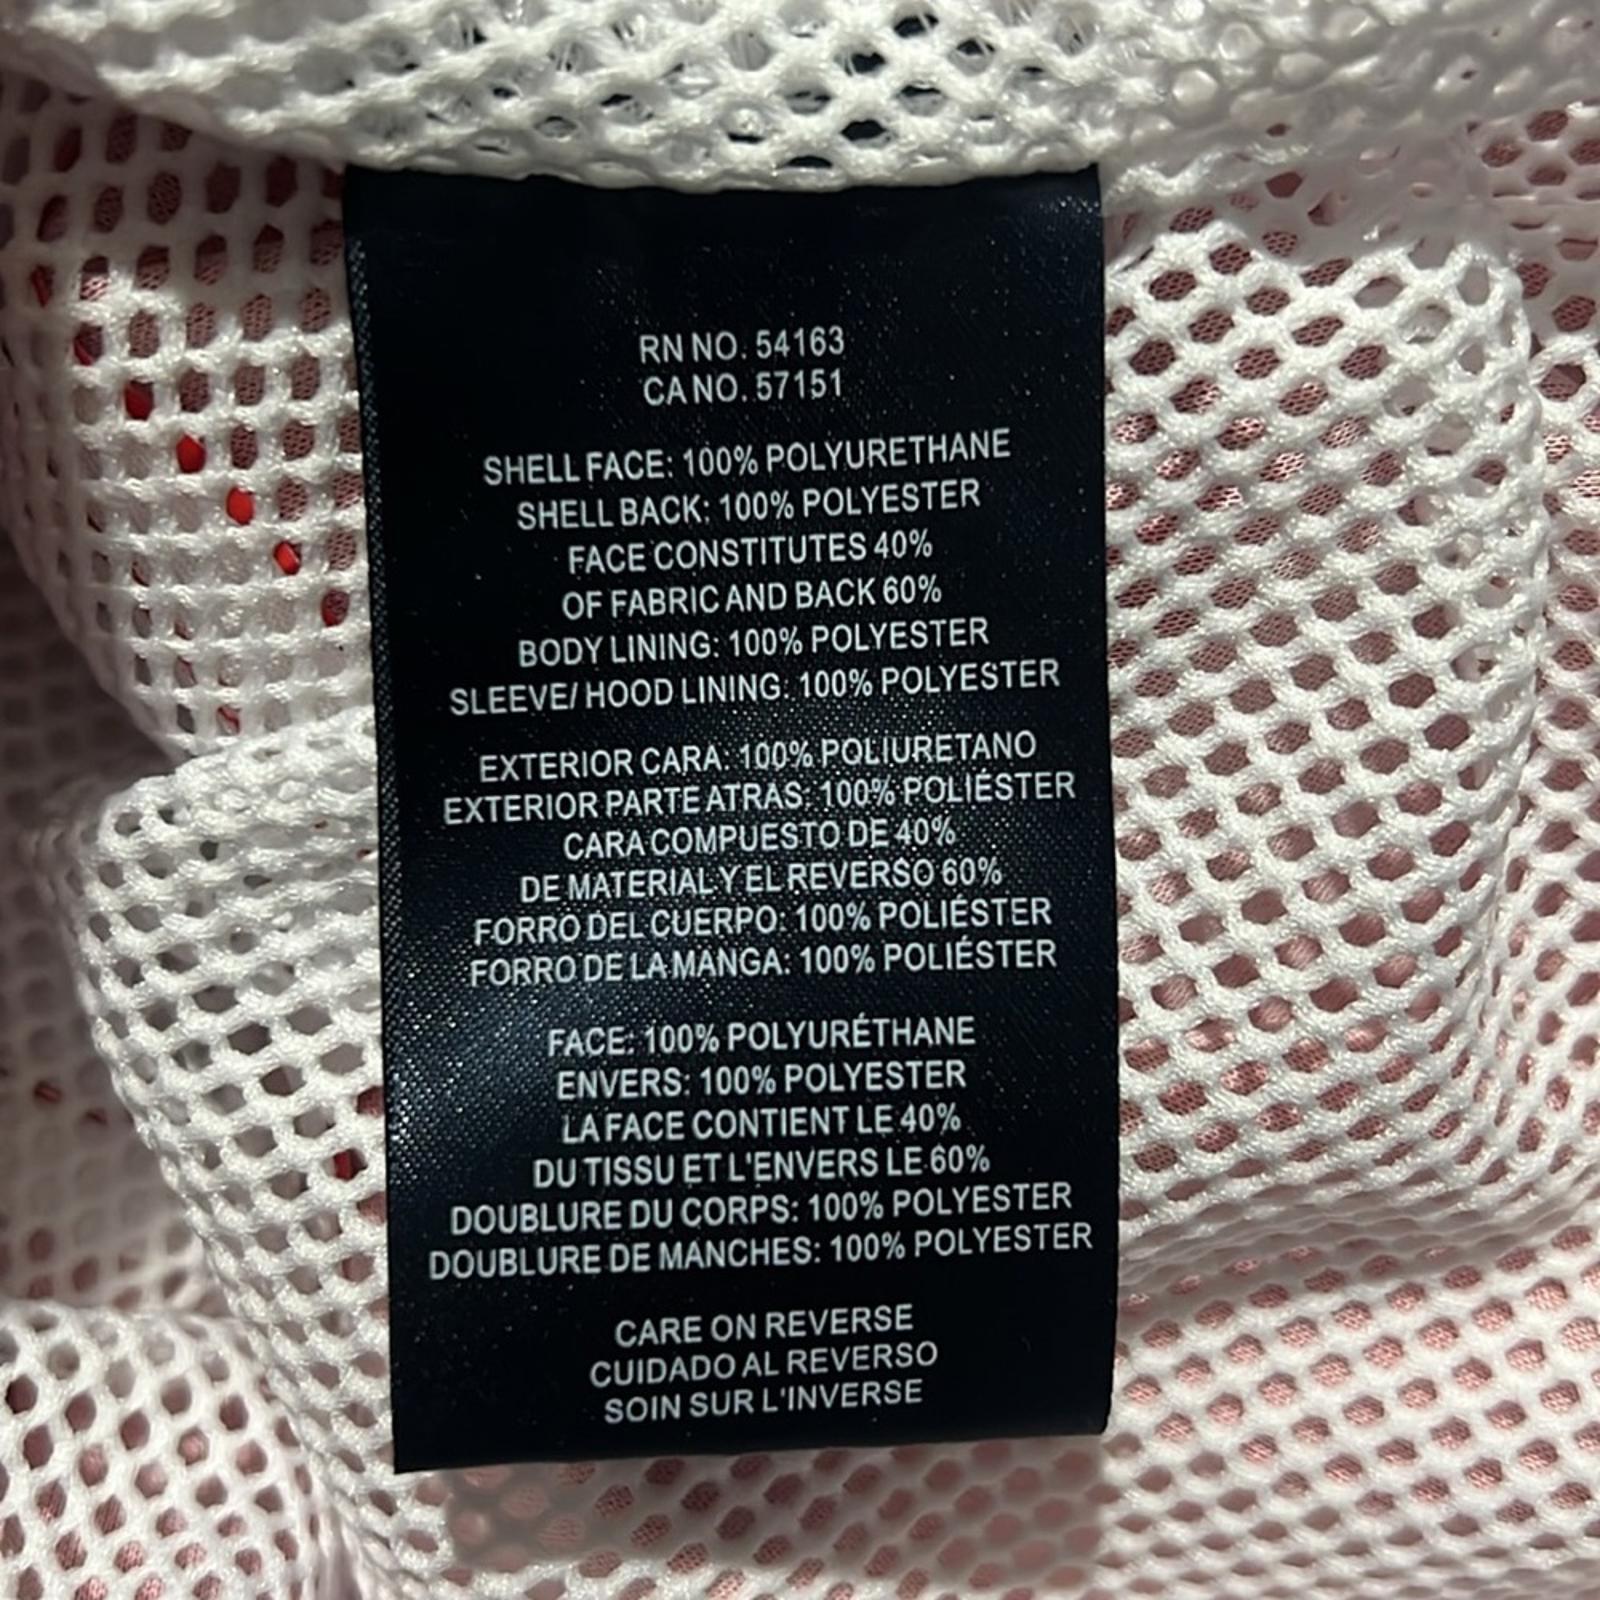 RN NO. 54163
CA NO. 57151
SHELL FACE: 100% POLYURETHANE
SHELL BACK: 100% POLYESTER
FACE CONSTITUTES 40%
OF FABRIC AND BACK 60%
BODY LINING: 100% POLYESTER
SLEEVE/ HOOD LINING: 100% POLYESTER
EXTERIOR CARA: 100% POLIURETANO
EXTERIOR PARTE ATRAS: 100% POLIÉSTER
CARA COMPUESTO DE 40%
DE MATERIAL Y EL REVERSO 60%
FORRO DEL CUERPO: 100% POLIÉSTER
FORRO DE LA MANGA: 100% POLIÉSTER
FACE: 100% POLYURÉTHANE
ENVERS: 100% POLYESTER
LA FACE CONTIENT LE 40%
DU TISSU ET L'ENVERS LE 60%
DOUBLURE DU CORPS: 100% POLYESTER
DOUBLURE DE MANCHES: 100% POLYESTER
CARE ON REVERSE
CUIDADO AL REVERSO
SOIN SUR L'INVERSE